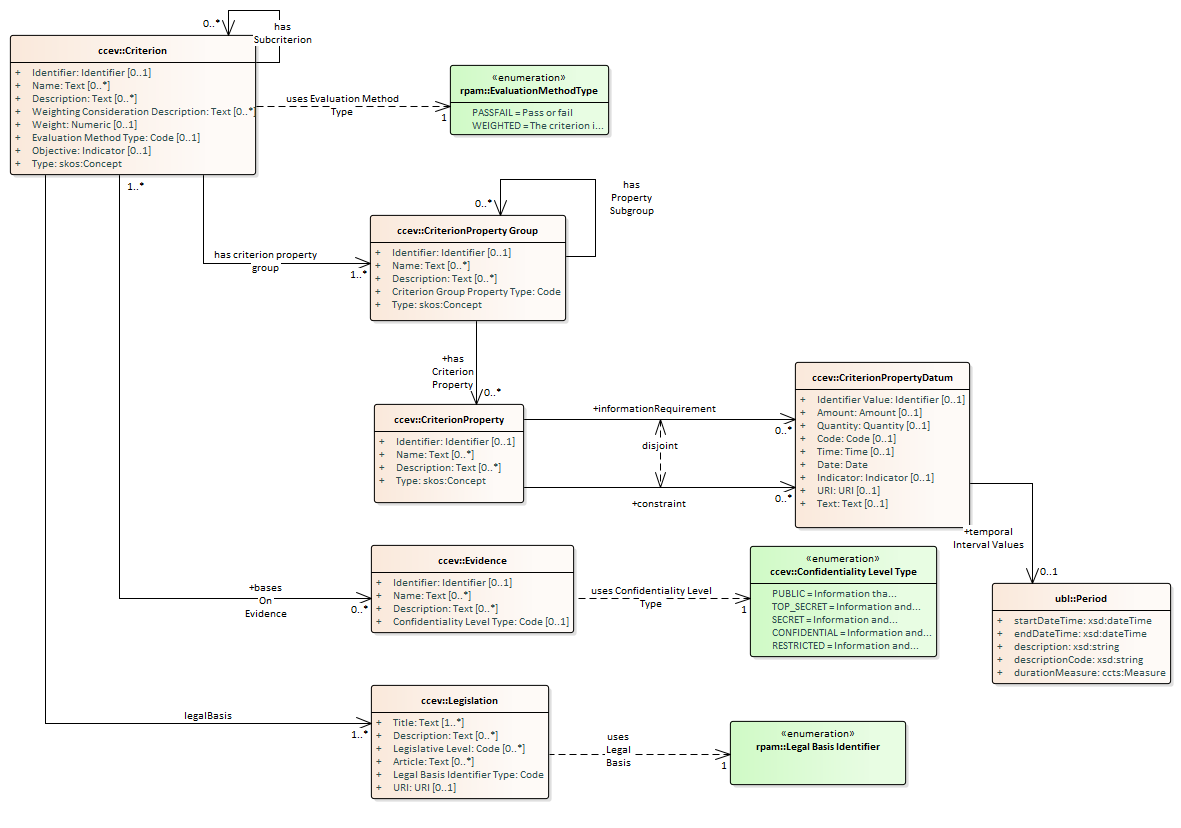 0..*
has
Subcriterion
ccev::Criterion
+ Identifier: Identifier [0..1]
+ Name: Text [0..*]
+ Description: Text [0..*]
+ Weighting Consideration Description: Text [0..*]
+ Weight: Numeric [0..1]
+ Evaluation Method Type: Code [0..1]
+ Objective: Indicator [0..1]
+ Type: skos:Concept
uses Evaluation Method
Type
1
«enumeration»
rpam::EvaluationMethodType
PASSFAIL = Pass or fail
WEIGHTED = The criterion i...
1..*
has
Property
Subgroup
0..*
ccev::CriterionProperty Group
+ Identifier: Identifier [0..1]
+ Name: Text [0..*]
+ Description: Text [0..*]
+ Criterion Group Property Type: Code
+ Type: skos:Concept
has criterion property
group
1..*
+has
Criterion
Property
0..*
ccev::CriterionProperty
+ Identifier: Identifier [0..1]
+ Name: Text [0..*]
+ Description: Text [0..*]
+ Type: skos:Concept
+informationRequirement
0..*
disjoint
+constraint
0..*
ccev::CriterionPropertyDatum
+ Identifier Value: Identifier [0..1]
+ Amount: Amount [0..1]
+ Quantity: Quantity [0..1]
+ Code: Code [0..1]
+ Time: Time [0..1]
+ Date: Date
+ Indicator: Indicator [0..1]
+ URI: URI [0..1]
+ Text: Text [0..1]
+temporal
Interval Values
0..1
ubl::Period
+ startDateTime: xsd:dateTime
+ endDateTime: xsd:dateTime
+ description: xsd:string
+ descriptionCode: xsd:string
+ durationMeasure: ccts:Measure
+bases
On
Evidence
0..*
ccev::Evidence
+ Identifier: Identifier [0..1]
+ Name: Text [0..*]
+ Description: Text [0..*]
+ Confidentiality Level Type: Code [0..1]
uses Confidentiality Level
Type
1
«enumeration»
ccev::Confidentiality Level Type
PUBLIC = Information tha...
TOP_SECRET = Information and...
SECRET = Information and...
CONFIDENTIAL = Information and...
RESTRICTED = Information and...
legalBasis
1..*
ccev::Legislation
+ Title: Text [1..*]
+ Description: Text [0..*]
+ Legislative Level: Code [0..*]
+ Article: Text [0..*]
+ Legal Basis Identifier Type: Code
+ URI: URI [0..1]
uses
Legal
Basis
1
«enumeration»
rpam::Legal Basis Identifier